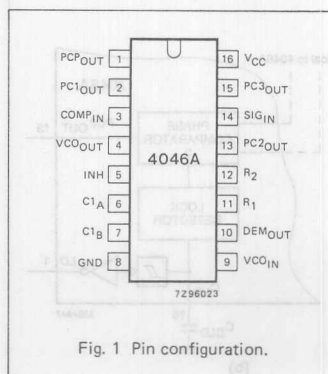 PCPOUT 1
PC1OUT 2
COMPIN 3
VCOOUT 4
INH 5
C1A 6
C1B 7
GND 8
4046A
16 VCC
15 PC3OUT
14 SIGIN
13 PC2OUT
12 R2
11 R1
10 DEMOUT
9 VCOIN
7Z96023
Fig. 1 Pin configuration.